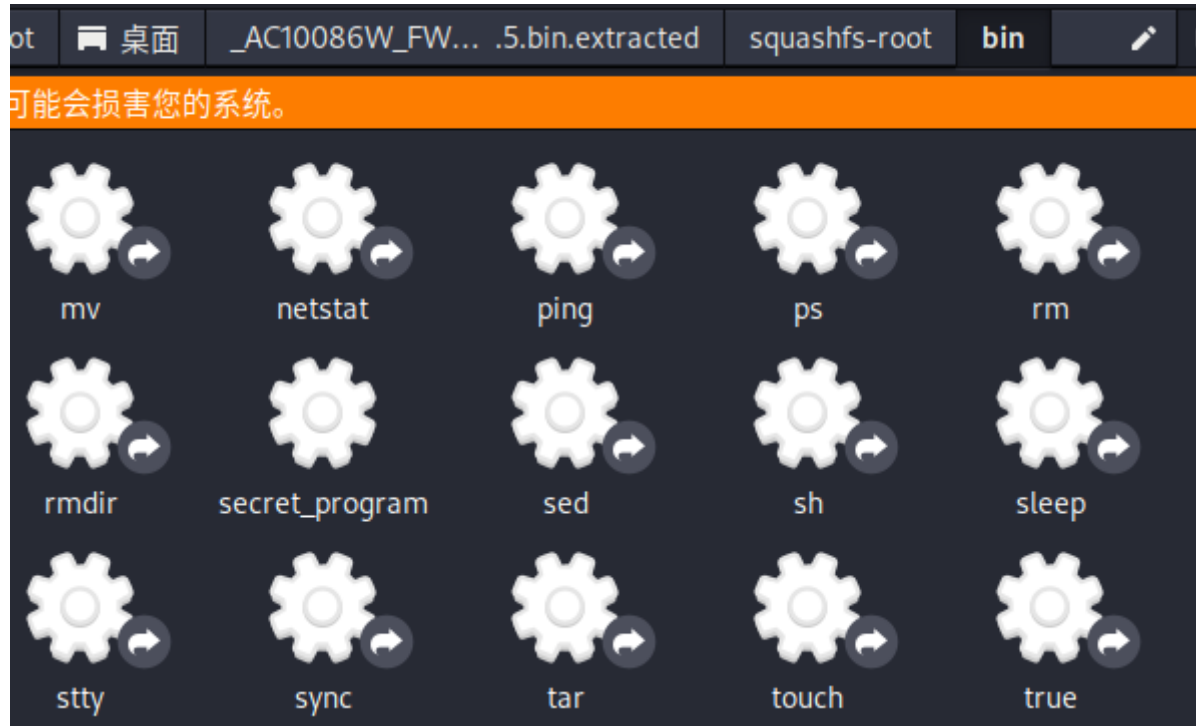 ot 桌面 _AC10086W_FW... .5.bin.extracted squashfs-root bin
可能会损害您的系统。
mv netstat ping ps rm
rmdir secret_program sed sh sleep
stty sync tar touch true